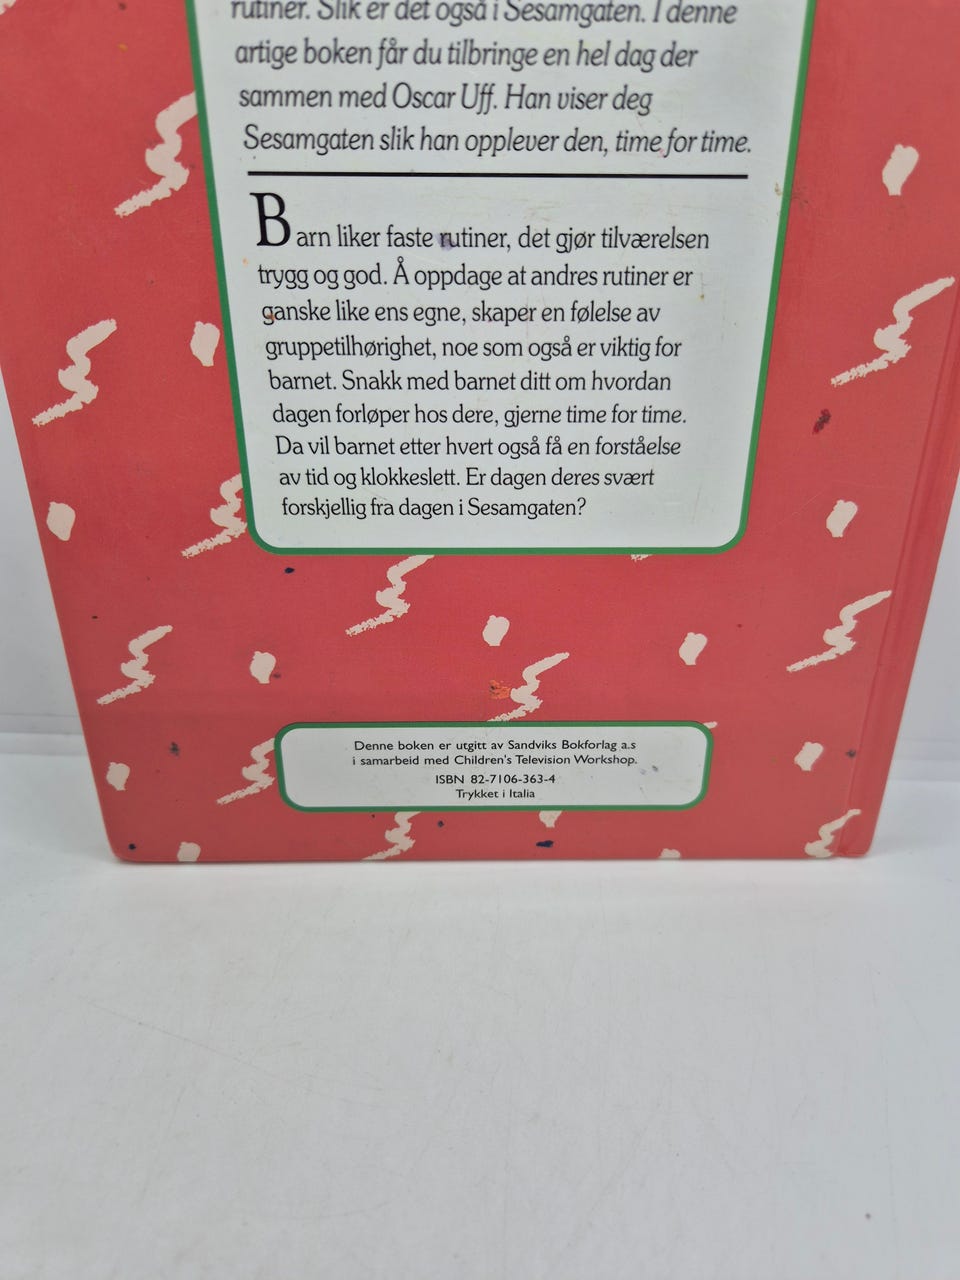 rutiner. Slik er det også i Sesamgaten. I denne
artige boken får du tilbringe en hel dag der
sammen med Oscar Uff. Han viser deg
Sesamgaten slik han opplever den, time for time.
Barn liker faste rutiner, det gjør tilværelsen
trygg og god. Å oppdage at andres rutiner er
ganske like ens egne, skaper en følelse av
gruppetilhørighet, noe som også er viktig for
barnet. Snakk med barnet ditt om hvordan
dagen forløper hos dere, gjerne time for time.
Da vil barnet etter hvert også få en forståelse
av tid og klokkeslett. Er dagen deres svært
forskjellig fra dagen i Sesamgaten?
Denne boken er utgitt av Sandviks Bokforlag a.s
i samarbeid med Children's Television Workshop.
ISBN 82-7106-363-4
Trykket i Italia